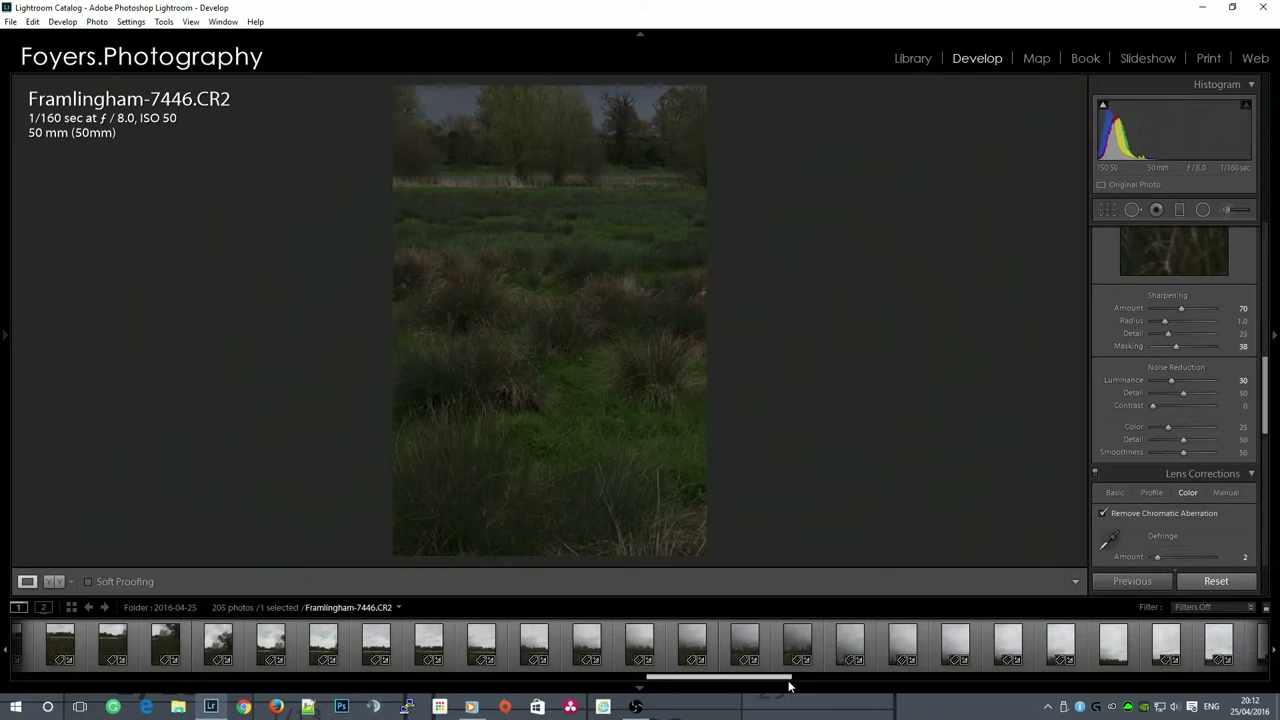 Lightroom Catalog - Adobe Photoshop Lightroom - Develop
File Edit Develop Photo Settings Tools View Window Help
Foyers.Photography
Library Develop Map Book Slideshow Print Web
Framlingham-7446.CR2
1/160 sec at ƒ / 8.0, ISO 50
50 mm (50mm)
Histogram
ISO 50 50 mm ƒ / 8.0 1/160 sec
Original Photo
Sharpening
Amount 70
Radius 1.0
Detail 25
Masking 38
Noise Reduction
Luminance 30
Detail 50
Contrast 0
Color 25
Detail 50
Smoothness 50
Lens Corrections
Basic Profile Color Manual
Remove Chromatic Aberration
Defringe
Amount 2
Y Y Soft Proofing
Previous Reset
1 2 Folder : 2016-04-25 205 photos / 1 selected / Framlingham-7446.CR2
Filter : Filters Off
ENG
20:12
25/04/2016